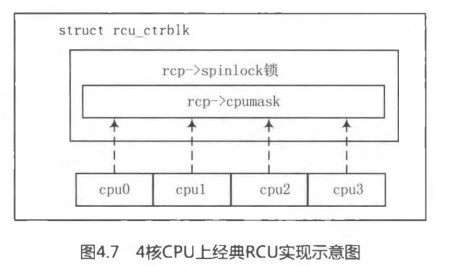 struct rcu_ctrblk
rcp->spinlock锁
rcp->cpumask
cpu0 cpu1 cpu2 cpu3
图4.7 4核CPU上经典RCU实现示意图